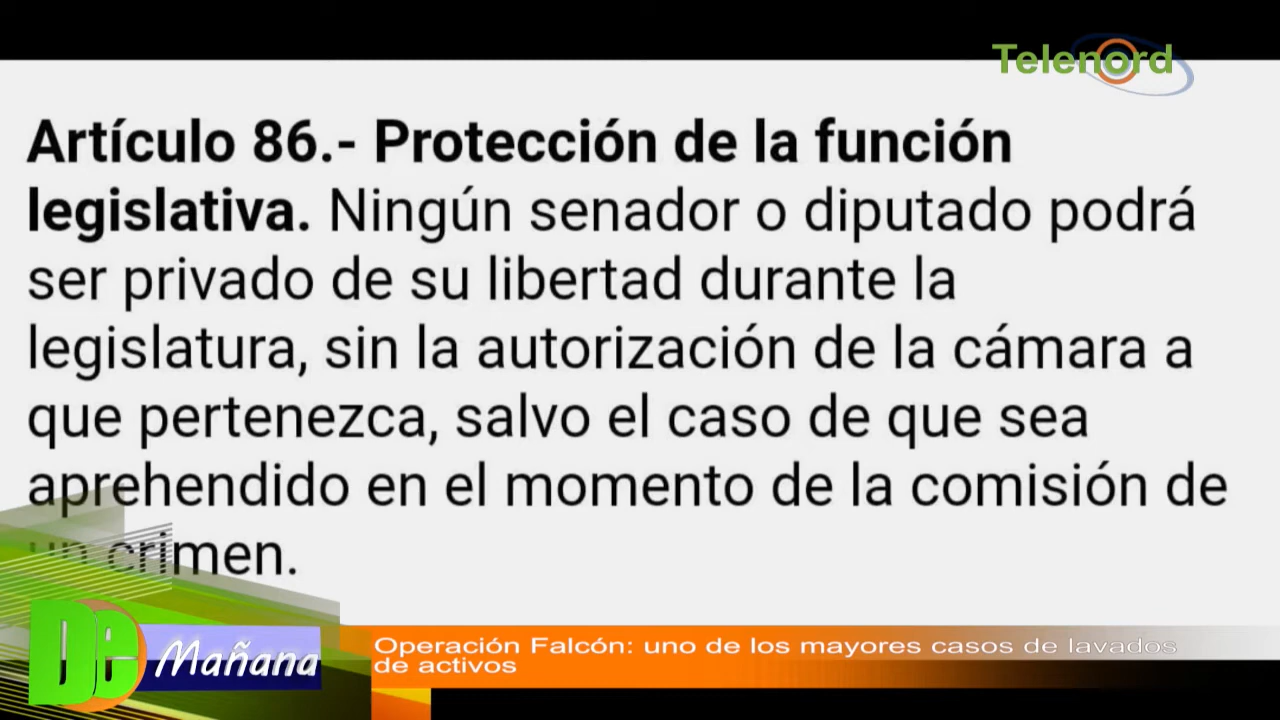 Telenord
Artículo 86.- Protección de la función
legislativa. Ningún senador o diputado podrá
ser privado de su libertad durante la
legislatura, sin la autorización de la cámara a
que pertenezca, salvo el caso de que sea
aprehendido en el momento de la comisión de
un crimen.
De Mañana
Operación Falcón: uno de los mayores casos de lavados
de activos